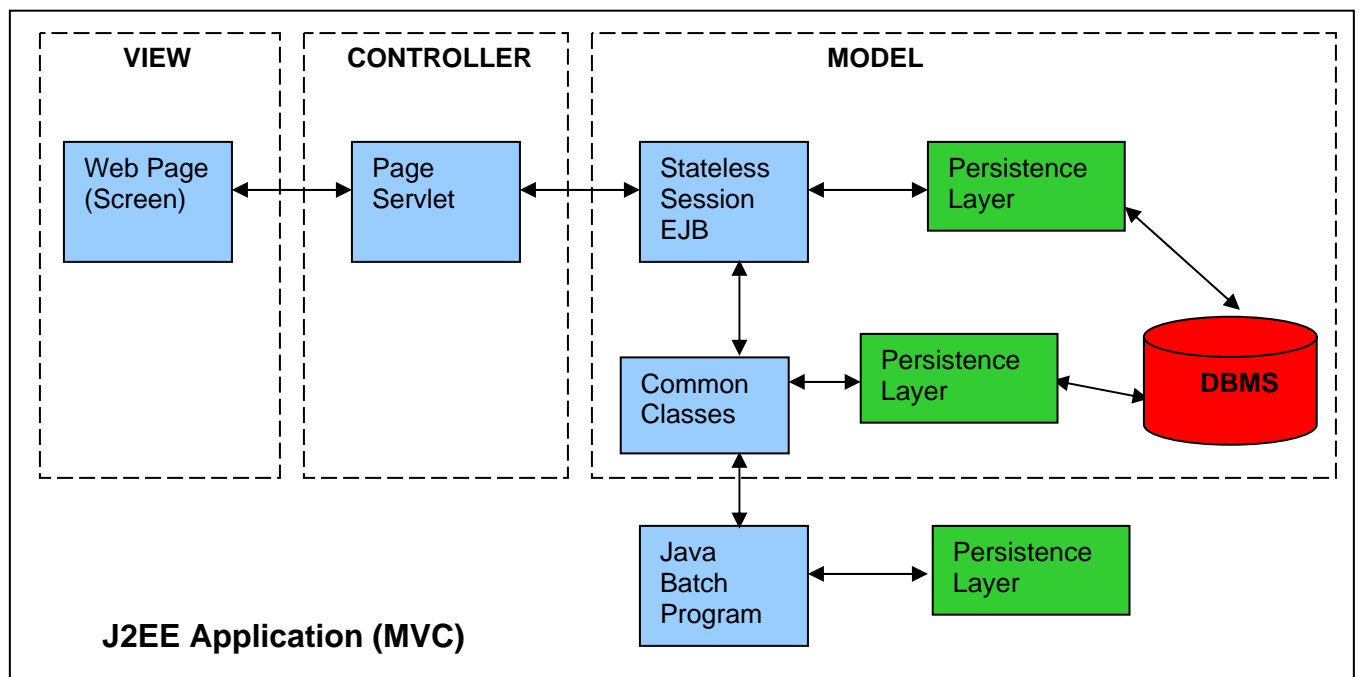 VIEW
CONTROLLER
MODEL
Web Page
(Screen)
Page
Servlet
Stateless
Session
EJB
Persistence
Layer
Common
Classes
Persistence
Layer
DBMS
Java
Batch
Program
Persistence
Layer
J2EE Application (MVC)